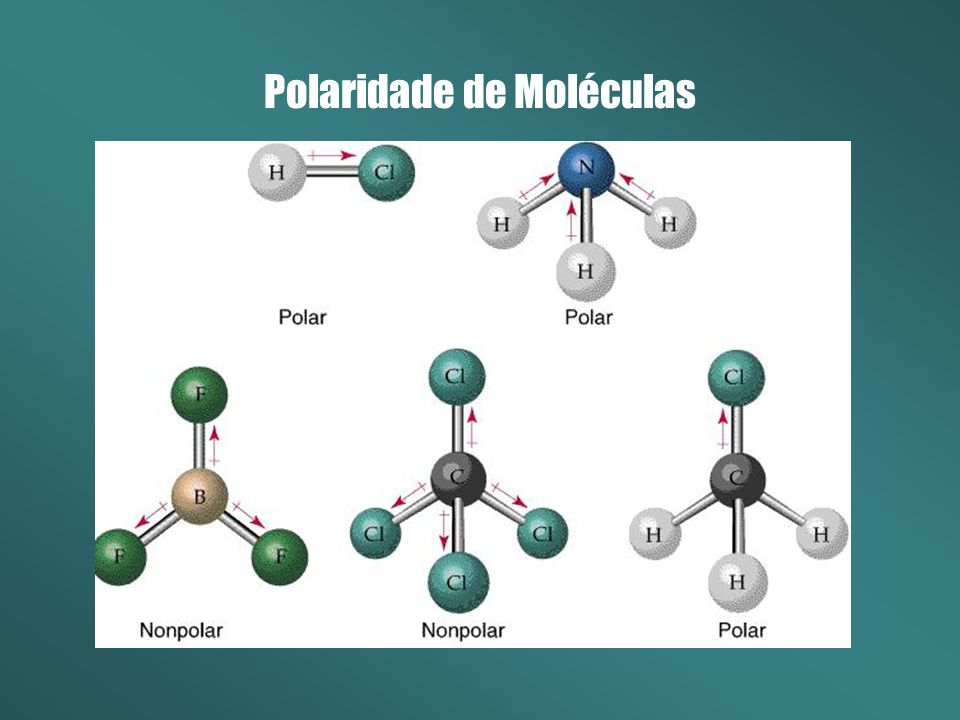 Polaridade de Moléculas
H Cl
N
H H
H
Polar Polar
F
B
F F
Nonpolar
Cl
C
Cl Cl
Cl
Nonpolar
Cl
C
H H
H
Polar